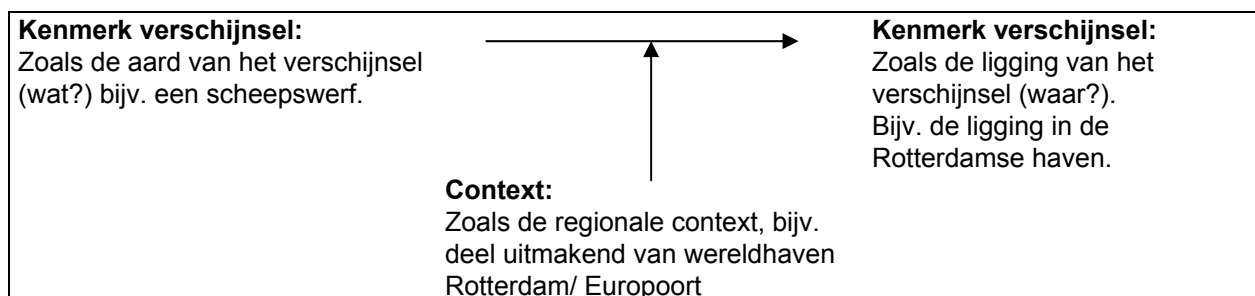 Kenmerk verschijnsel:
Zoals de aard van het verschijnsel
(wat?) bijv. een scheepswerf.
Kenmerk verschijnsel:
Zoals de ligging van het
verschijnsel (waar?).
Bijv. de ligging in de
Rotterdamse haven.
Context:
Zoals de regionale context, bijv.
deel uitmakend van wereldhaven
Rotterdam/ Europoort